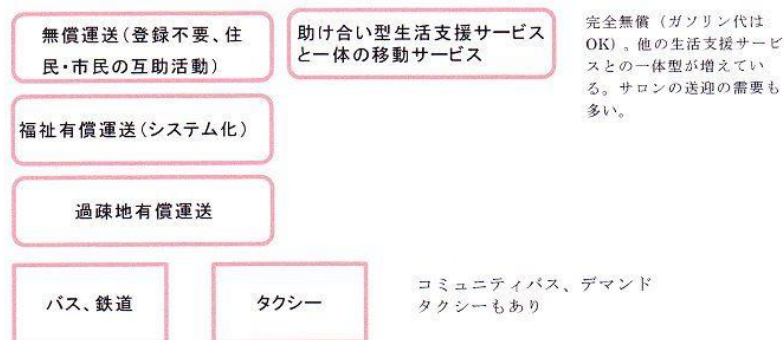 無償運送(登録不要、住
民・市民の互助活動)
助け合い型生活支援サービス
と一体の移動サービス
完全無償（ガソリン代は
OK）。他の生活支援サービ
スとの一体型が増えてい
る。サロンの送迎の需要も
多い。
福祉有償運送(システム化)
過疎地有償運送
バス、鉄道
タクシー
コミュニティバス、デマンド
タクシーもあり